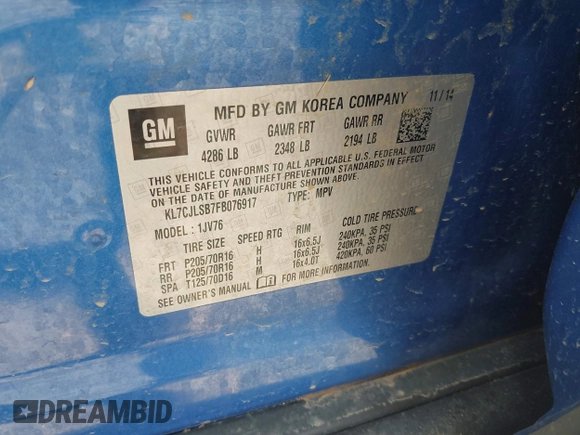 GM
MFD BY GM KOREA COMPANY 11/14
GVWR GAWR FRT GAWR RR
4286 LB 2348 LB 2194 LB
THIS VEHICLE CONFORMS TO ALL APPLICABLE U.S. FEDERAL MOTOR
VEHICLE SAFETY AND THEFT PREVENTION STANDARDS IN EFFECT
ON THE DATE OF MANUFACTURE SHOWN ABOVE.
KL7CJLSB7FB076917 TYPE: MPV
MODEL: 1JV76
TIRE SIZE SPEED RTG RIM COLD TIRE PRESSURE
FRT P205/70R16 H 16x6.5J 240KPA, 35 PSI
RR P205/70R16 H 16x6.5J 240KPA, 35 PSI
SPA T125/70D16 M 16x4.0T 420KPA, 60 PSI
SEE OWNER'S MANUAL FOR MORE INFORMATION
DREAMBID